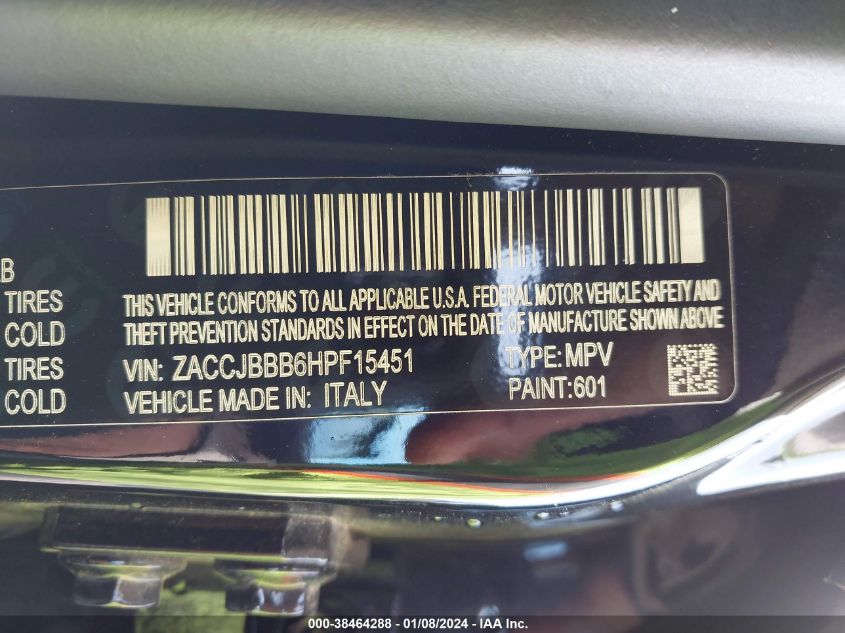 B
TIRES
COLD
TIRES
COLD
THIS VEHICLE CONFORMS TO ALL APPLICABLE U.S.A. FEDERAL MOTOR VEHICLE SAFETY AND
THEFT PREVENTION STANDARDS IN EFFECT ON THE DATE OF MANUFACTURE SHOWN ABOVE
VIN: ZACCJBBB6HPF15451 TYPE: MPV
VEHICLE MADE IN: ITALY PAINT:601
000-38464288 - 01/08/2024 - IAA Inc.